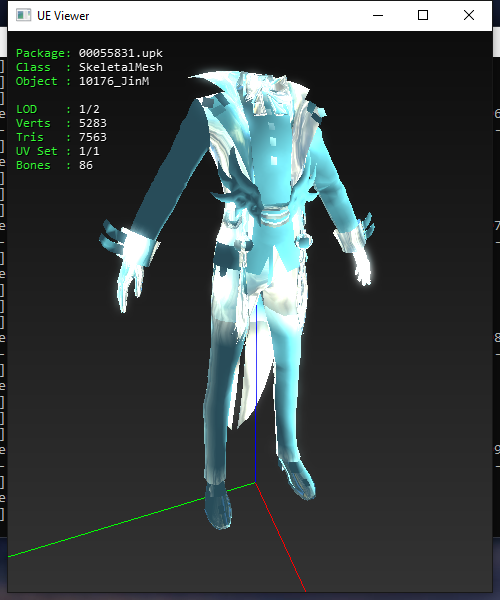 UE Viewer
Package: 00055831.upk
Class  : SkeletalMesh
Object : 10176_JinM
LOD    : 1/2
Verts  : 5283
Tris   : 7563
UV Set : 1/1
Bones  : 86